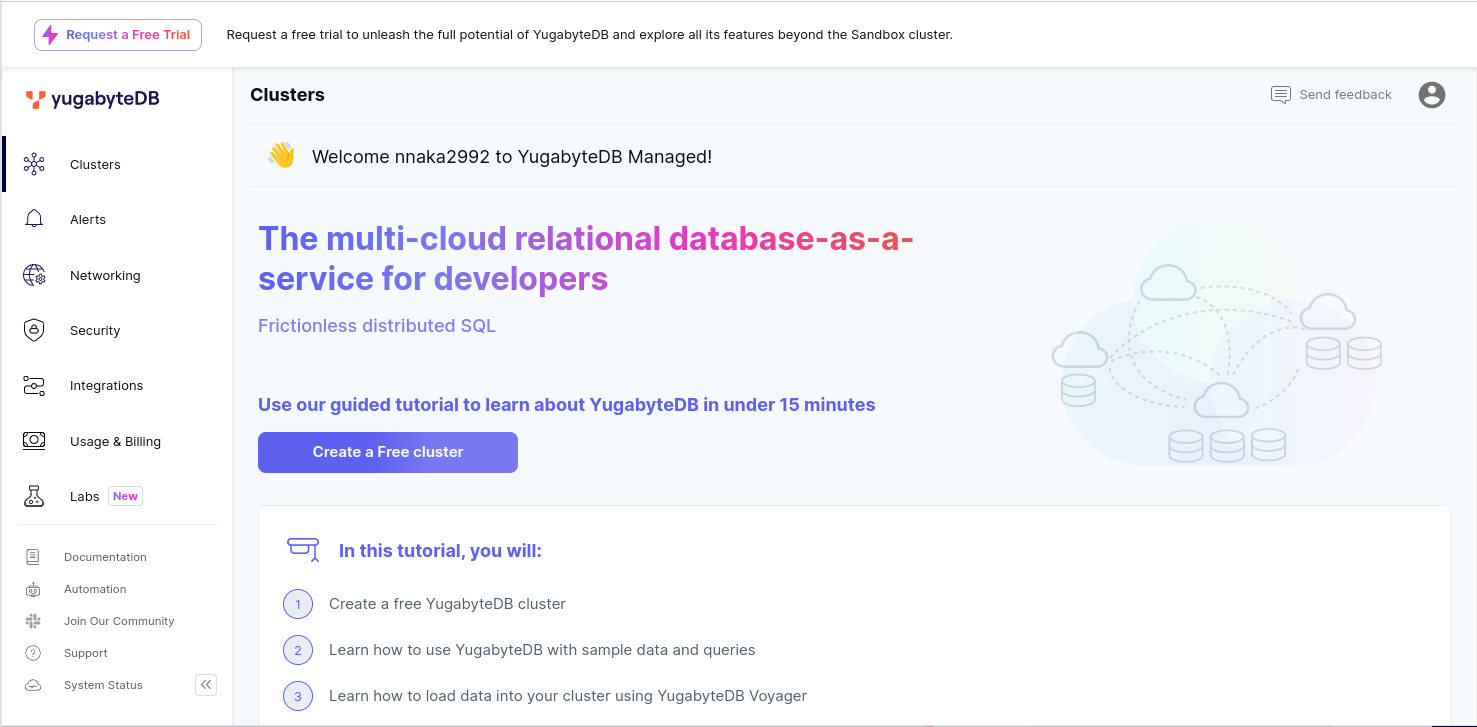 Request a Free Trial
Request a free trial to unleash the full potential of YugabyteDB and explore all its features beyond the Sandbox cluster.
yugabyteDB
Clusters
Alerts
Networking
Security
Integrations
Usage & Billing
Labs New
Documentation
Automation
Join Our Community
Support
System Status
Clusters
Send feedback
Welcome nnaka2992 to YugabyteDB Managed!
The multi-cloud relational database-as-a-
service for developers
Frictionless distributed SQL
Use our guided tutorial to learn about YugabyteDB in under 15 minutes
Create a Free cluster
In this tutorial, you will:
1 Create a free YugabyteDB cluster
2 Learn how to use YugabyteDB with sample data and queries
3 Learn how to load data into your cluster using YugabyteDB Voyager